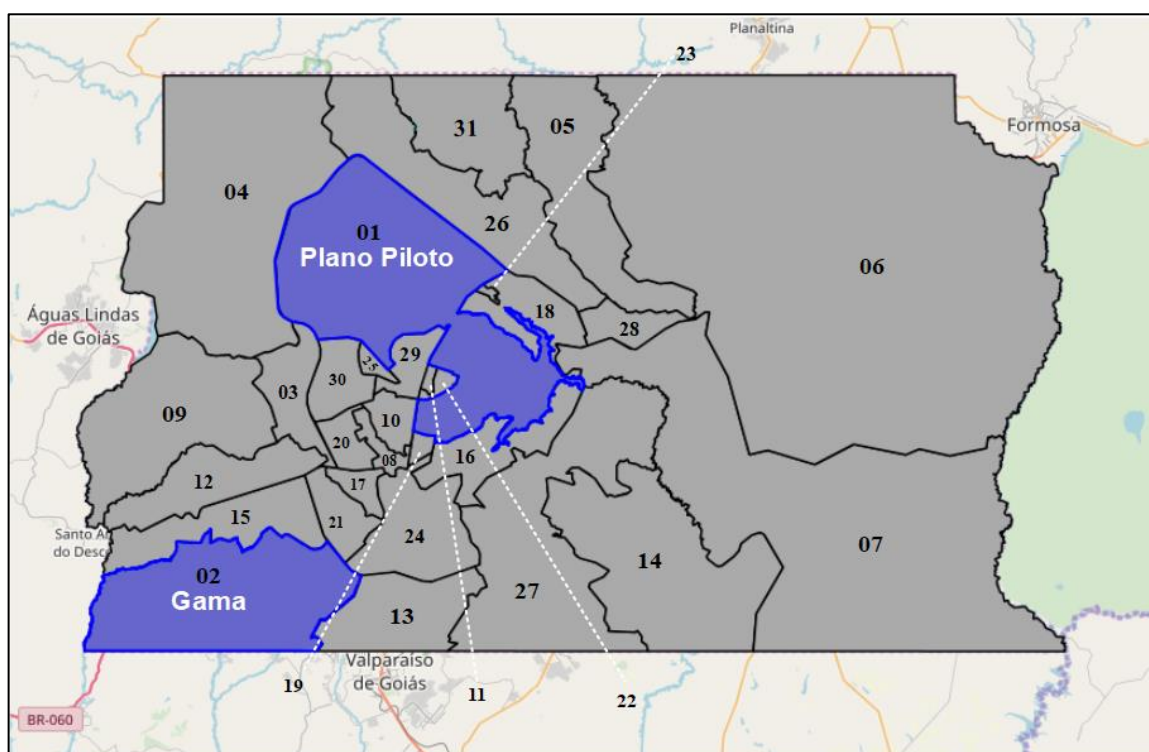 Planaltina
23
Formosa
31
05
04
26
01
Plano Piloto
06
Águas Lindas
de Goiás
18
28
29
25
30
03
09
10
20
08
16
12
17
15
21
24
07
14
02
Gama
27
13
Santo A
do Desc
Valparaíso
de Goiás
19
11
22
BR-060